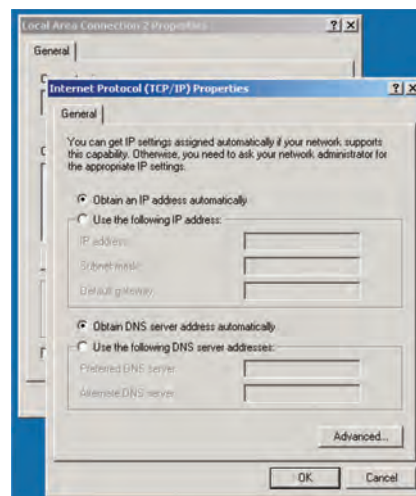 Local Area Connection 2 Properties
General
Internet Protocol (TCP/IP) Properties
General
You can get IP settings assigned automatically if your network supports
this capability. Otherwise, you need to ask your network administrator for
the appropriate IP settings.
Obtain an IP address automatically
Use the following IP address:
IP address:
Subnet mask:
Default gateway:
Obtain DNS server address automatically
Use the following DNS server addresses:
Preferred DNS server:
Alternate DNS server:
Advanced...
OK
Cancel